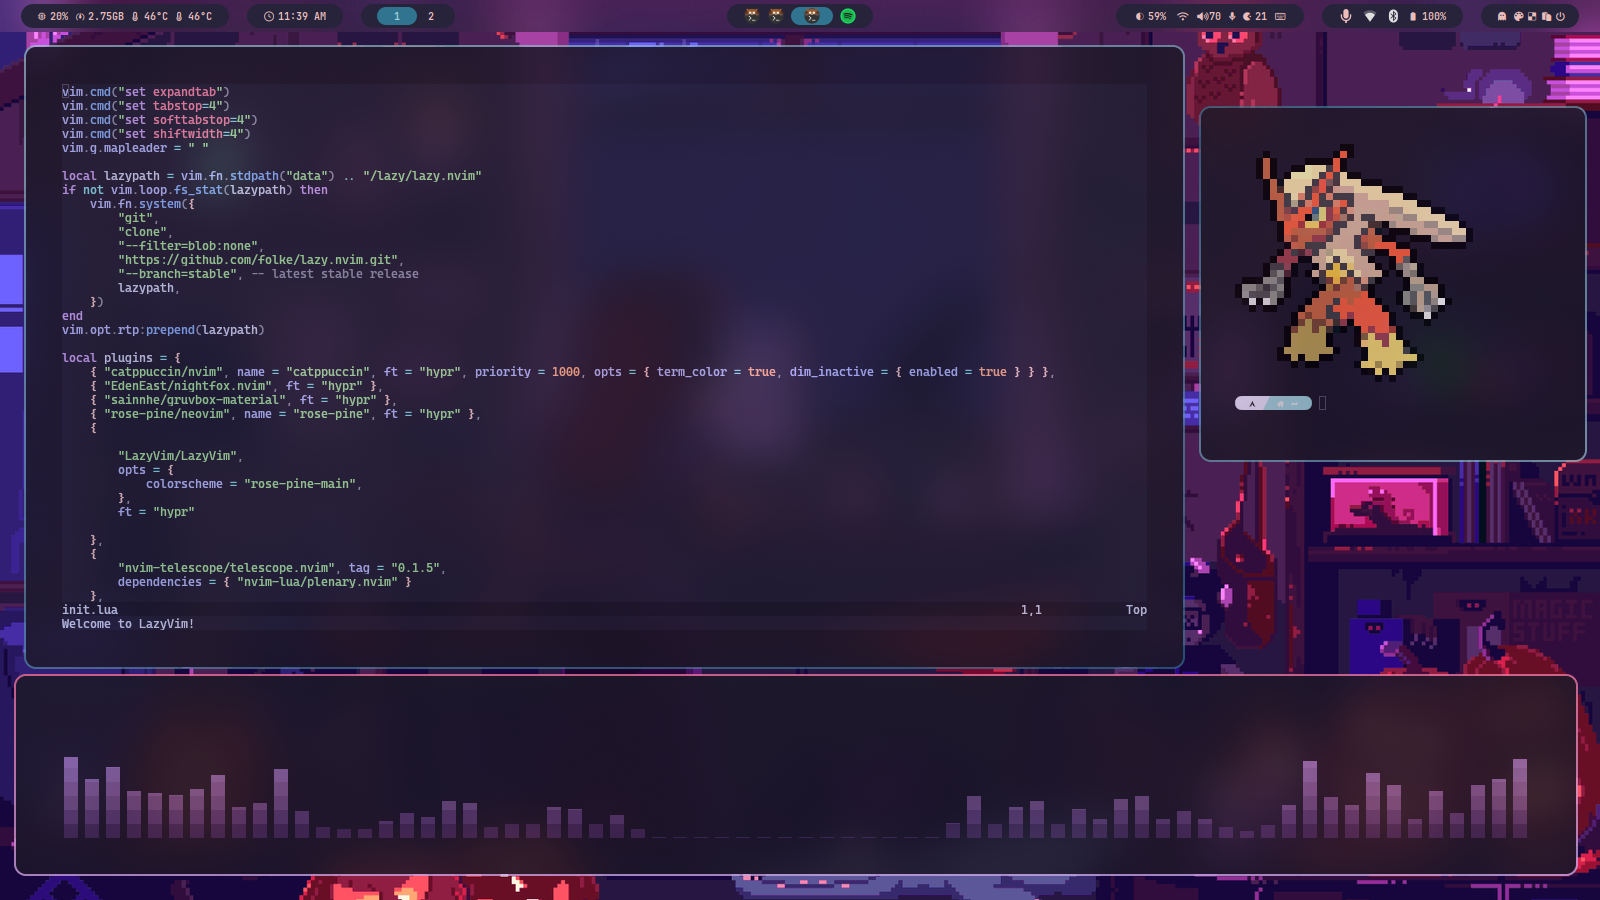 20% 2.75GB 46°C 46°C 11:39 AM 1 2 59% 70 21 100%
vim.cmd("set expandtab")
vim.cmd("set tabstop=4")
vim.cmd("set softtabstop=4")
vim.cmd("set shiftwidth=4")
vim.g.mapleader = " "
local lazypath = vim.fn.stdpath("data") .. "/lazy/lazy.nvim"
if not vim.loop.fs_stat(lazypath) then
    vim.fn.system({
        "git",
        "clone",
        "--filter=blob:none",
        "https://github.com/folke/lazy.nvim.git",
        "--branch=stable", -- latest stable release
        lazypath,
    })
end
vim.opt.rtp:prepend(lazypath)
local plugins = {
    { "catppuccin/nvim", name = "catppuccin", ft = "hypr", priority = 1000, opts = { term_color = true, dim_inactive = { enabled = true } } },
    { "EdenEast/nightfox.nvim", ft = "hypr" },
    { "sainnhe/gruvbox-material", ft = "hypr" },
    { "rose-pine/neovim", name = "rose-pine", ft = "hypr" },
    {
        "LazyVim/LazyVim",
        opts = {
            colorscheme = "rose-pine-main",
        },
        ft = "hypr"
    },
    {
        "nvim-telescope/telescope.nvim", tag = "0.1.5",
        dependencies = { "nvim-lua/plenary.nvim" }
    },
init.lua 1,1 Top
Welcome to LazyVim!
MAGIC
STUFF